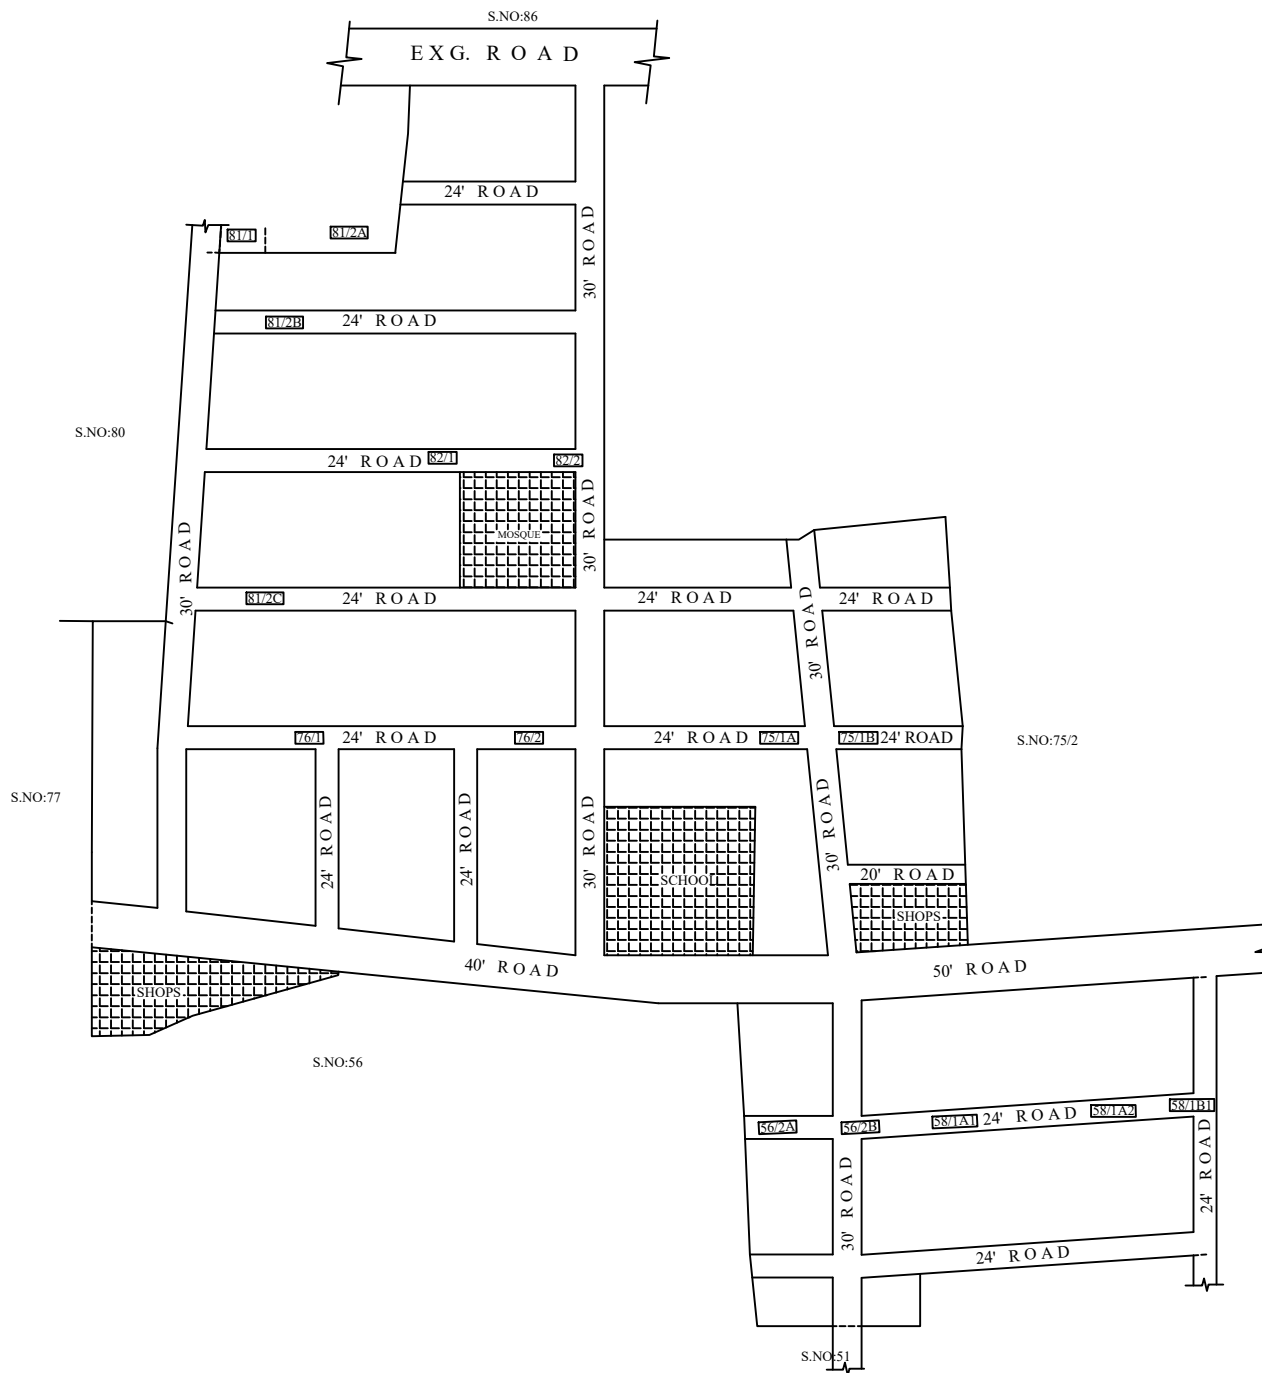 S.NO:86
EXG. ROAD
24' ROAD
30' ROAD
81/1
81/2A
81/2B
24' ROAD
S.NO:80
24' ROAD
82/1
82/2
30' ROAD
MOSQUE
30' ROAD
81/2C
24' ROAD
24' ROAD
24' ROAD
30' ROAD
76/1
24' ROAD
76/2
24' ROAD
75/1A
75/1B
24' ROAD
S.NO:75/2
S.NO:77
24' ROAD
24' ROAD
30' ROAD
30' ROAD
SCHOOL
20' ROAD
SHOPS
40' ROAD
50' ROAD
SHOPS
S.NO:56
56/2A
56/2B
58/1A1
24' ROAD
58/1A2
58/1B1
24' ROAD
30' ROAD
24' ROAD
S.NO:51